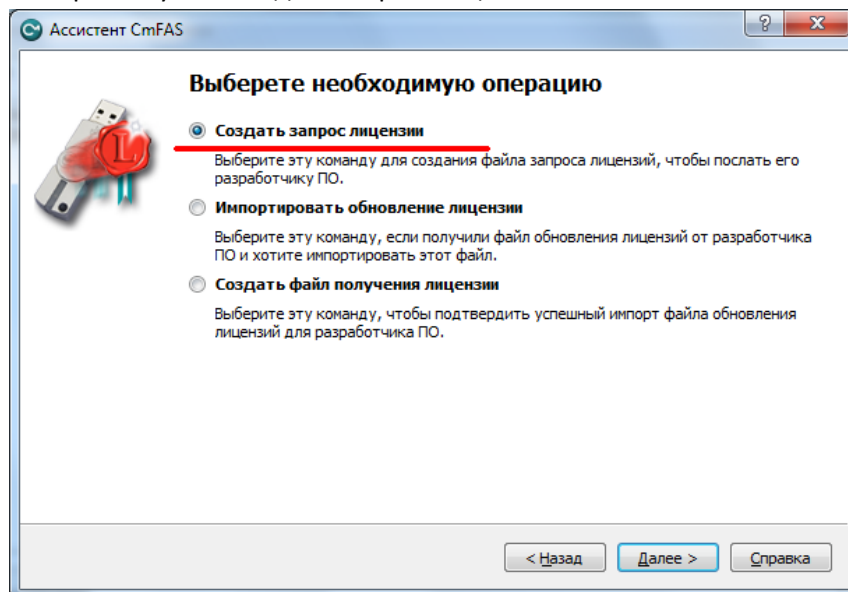 Ассистент CmFAS
Выберете необходимую операцию
Создать запрос лицензии
Выберите эту команду для создания файла запроса лицензий, чтобы послать его
разработчику ПО.
Импортировать обновление лицензии
Выберите эту команду, если получили файл обновления лицензий от разработчика
ПО и хотите импортировать этот файл.
Создать файл получения лицензии
Выберите эту команду, чтобы подтвердить успешный импорт файла обновления
лицензий для разработчика ПО.
< Назад Далее > Справка